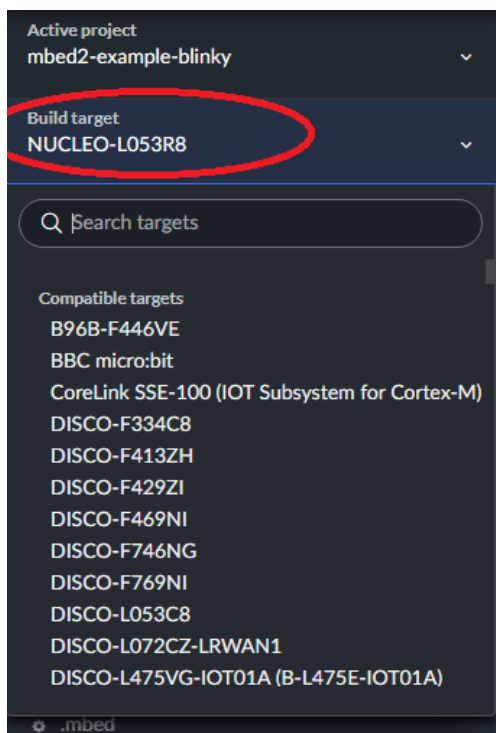 Active project
mbed2-example-blinky
Build target
NUCLEO-L053R8
Search targets
Compatible targets
B96B-F446VE
BBC micro:bit
CoreLink SSE-100 (IOT Subsystem for Cortex-M)
DISCO-F334C8
DISCO-F413ZH
DISCO-F429ZI
DISCO-F469NI
DISCO-F746NG
DISCO-F769NI
DISCO-L053C8
DISCO-L072CZ-LRWAN1
DISCO-L475VG-IOT01A (B-L475E-IOT01A)
.mbed